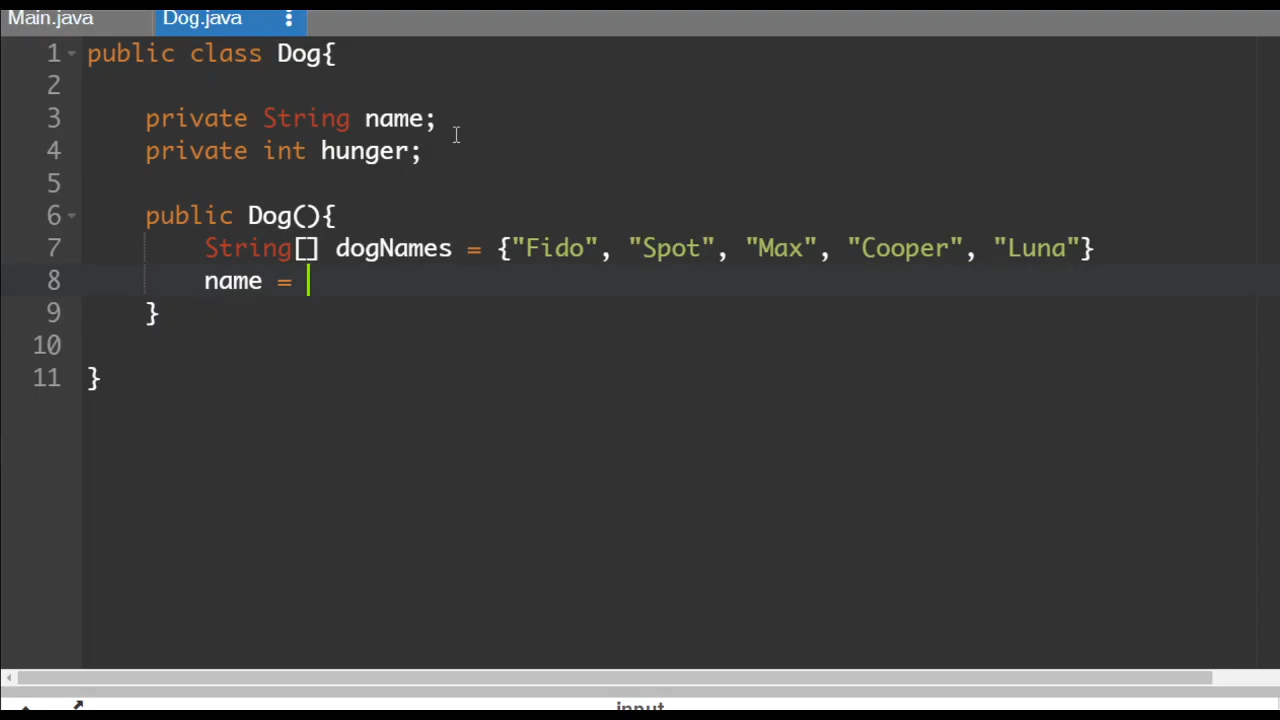 Main.java Dog.java
1 public class Dog{
2
3 private String name;
4 private int hunger;
5
6 public Dog(){
7 String[] dogNames = {"Fido", "Spot", "Max", "Cooper", "Luna"}
8 name =
9 }
10
11 }
input